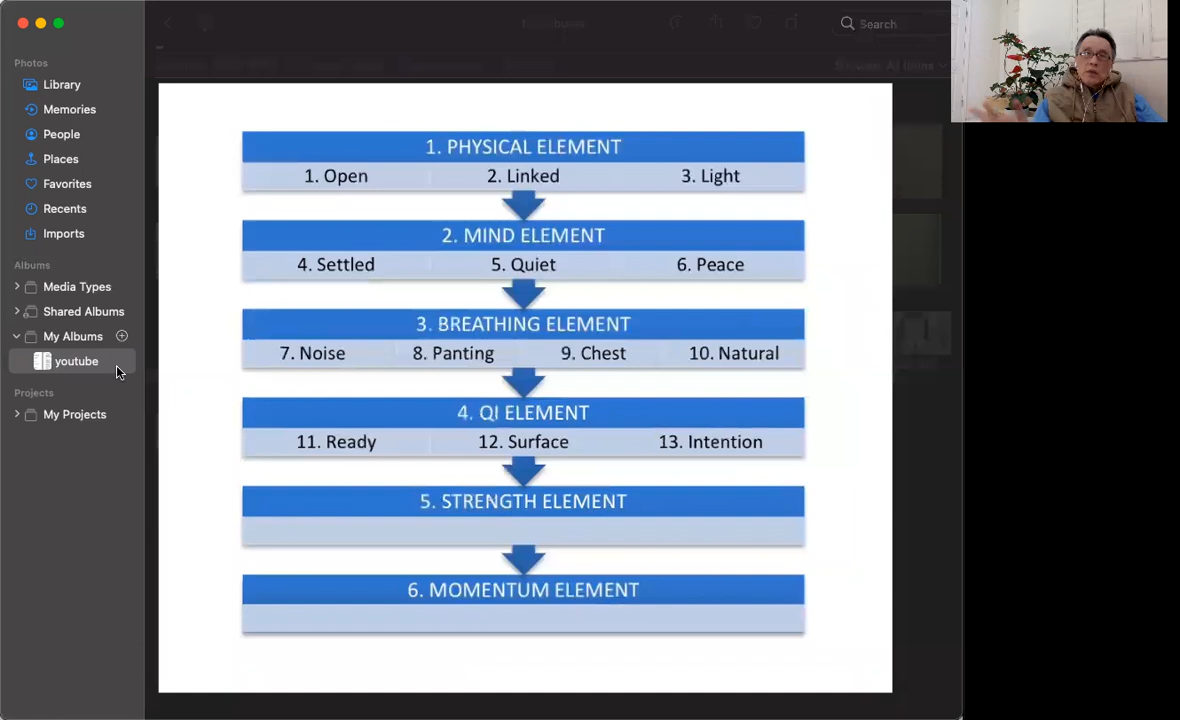 Search
Photos
Library
Memories
People
Places
Favorites
Recents
Imports
Albums
Media Types
Shared Albums
My Albums
youtube
Projects
My Projects
1. PHYSICAL ELEMENT
1. Open 2. Linked 3. Light
2. MIND ELEMENT
4. Settled 5. Quiet 6. Peace
3. BREATHING ELEMENT
7. Noise 8. Panting 9. Chest 10. Natural
4. QI ELEMENT
11. Ready 12. Surface 13. Intention
5. STRENGTH ELEMENT
6. MOMENTUM ELEMENT